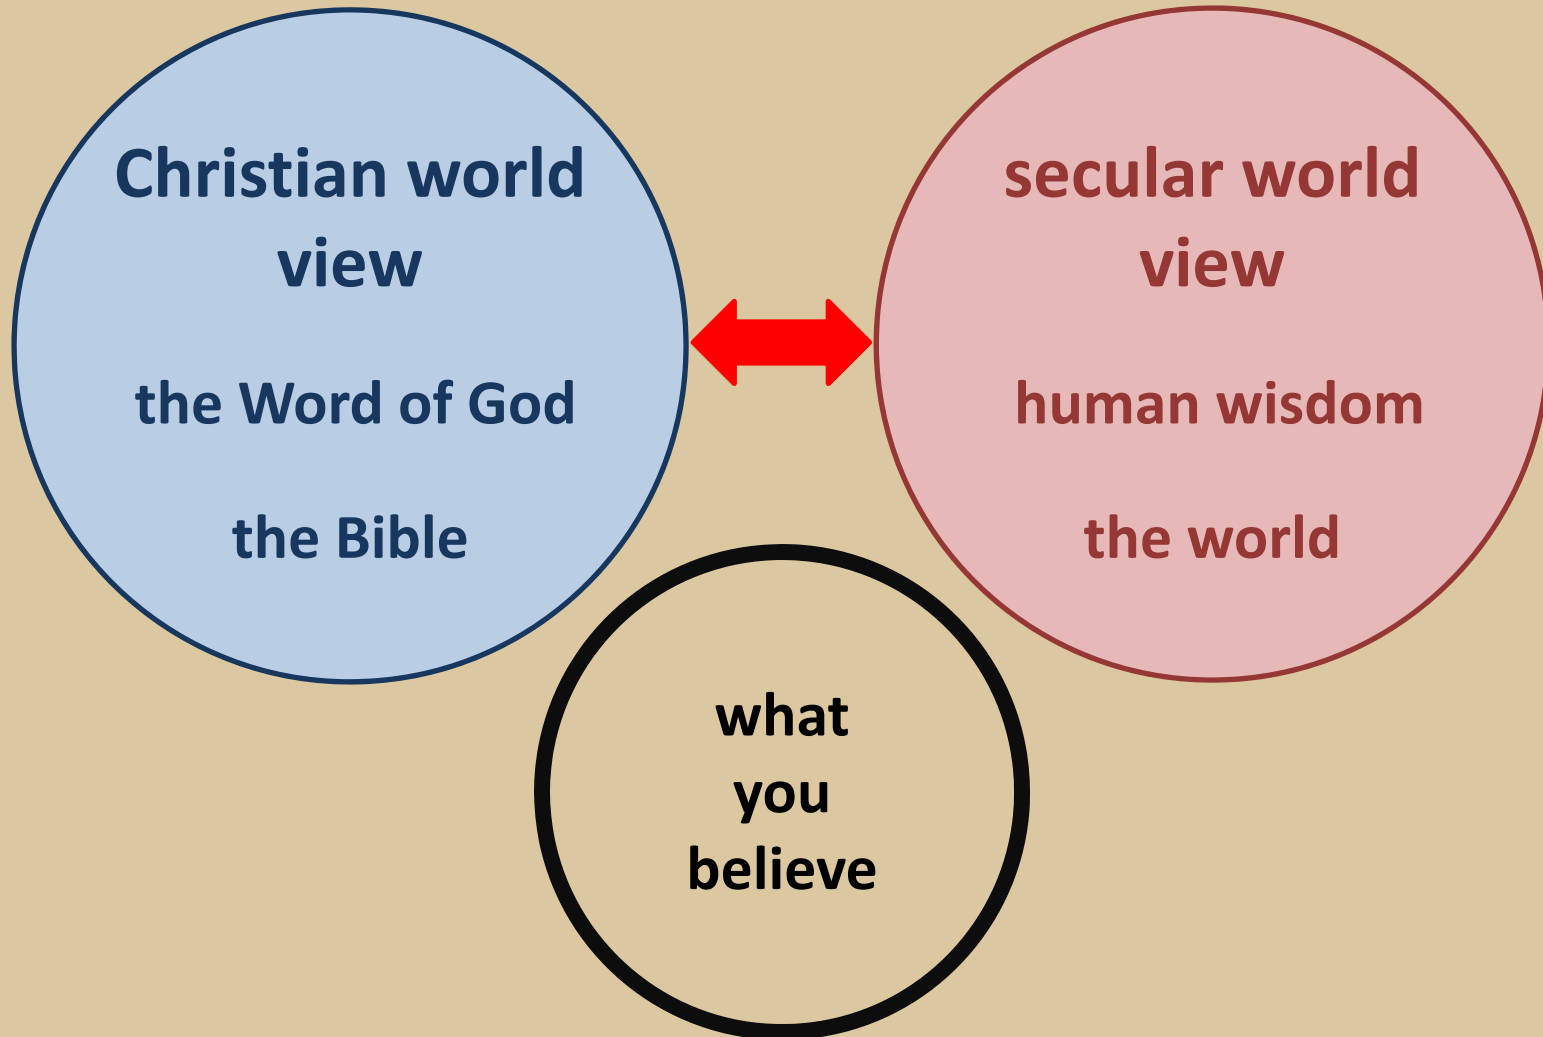 Christian world
view
the Word of God
the Bible
secular world
view
human wisdom
the world
what
you
believe